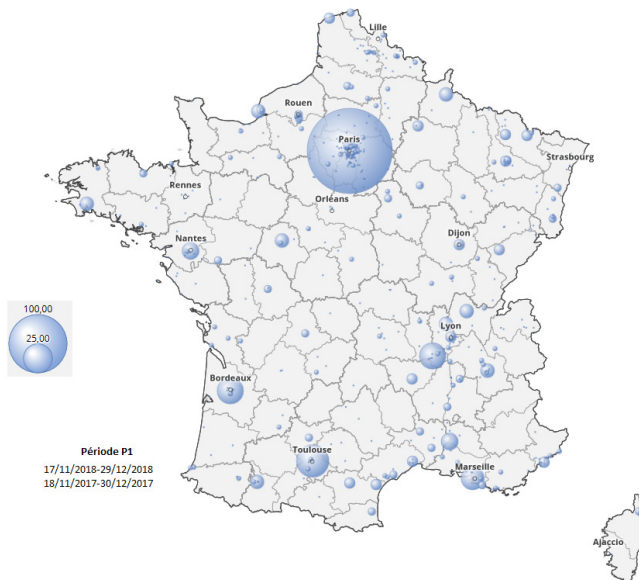 Lille
Rouen
Paris
Strasbourg
Rennes
Orléans
Nantes
Dijon
100,00
25,00
Lyon
Bordeaux
Période P1
17/11/2018-29/12/2018
18/11/2017-30/12/2017
Toulouse
Marseille
Ajaccio